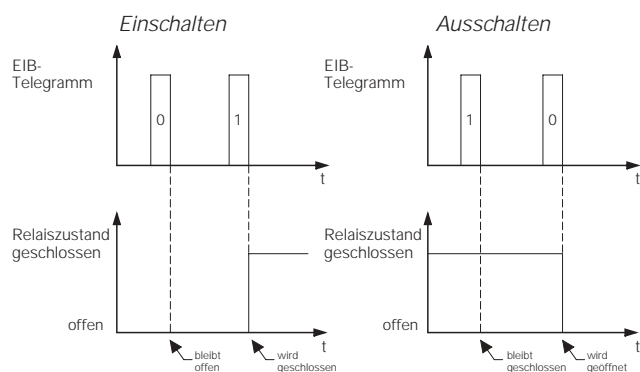 Einschalten
EIB-
Telegramm
0
1
t
Relaiszustand
geschlossen
offen
t
bleibt
offen
wird
geschlossen
Ausschalten
EIB-
Telegramm
1
0
t
Relaiszustand
geschlossen
offen
t
bleibt
geschlossen
wird
geöffnet